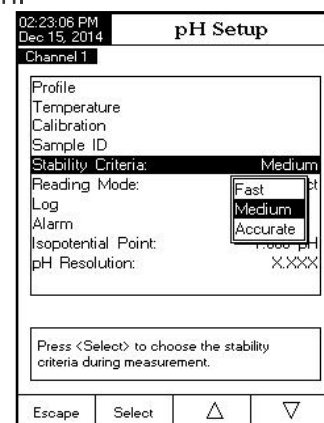 02:23:06 PM
Dec 15, 2014
pH Setup
Channel 1
Profile
Temperature
Calibration
Sample ID
Stability Criteria: Medium
Reading Mode:
Fast
Medium
Accurate
Log
Alarm
Isopotential Point: pH
pH Resolution: X.XXX
Press <Select> to choose the stability
criteria during measurement.
Escape Select